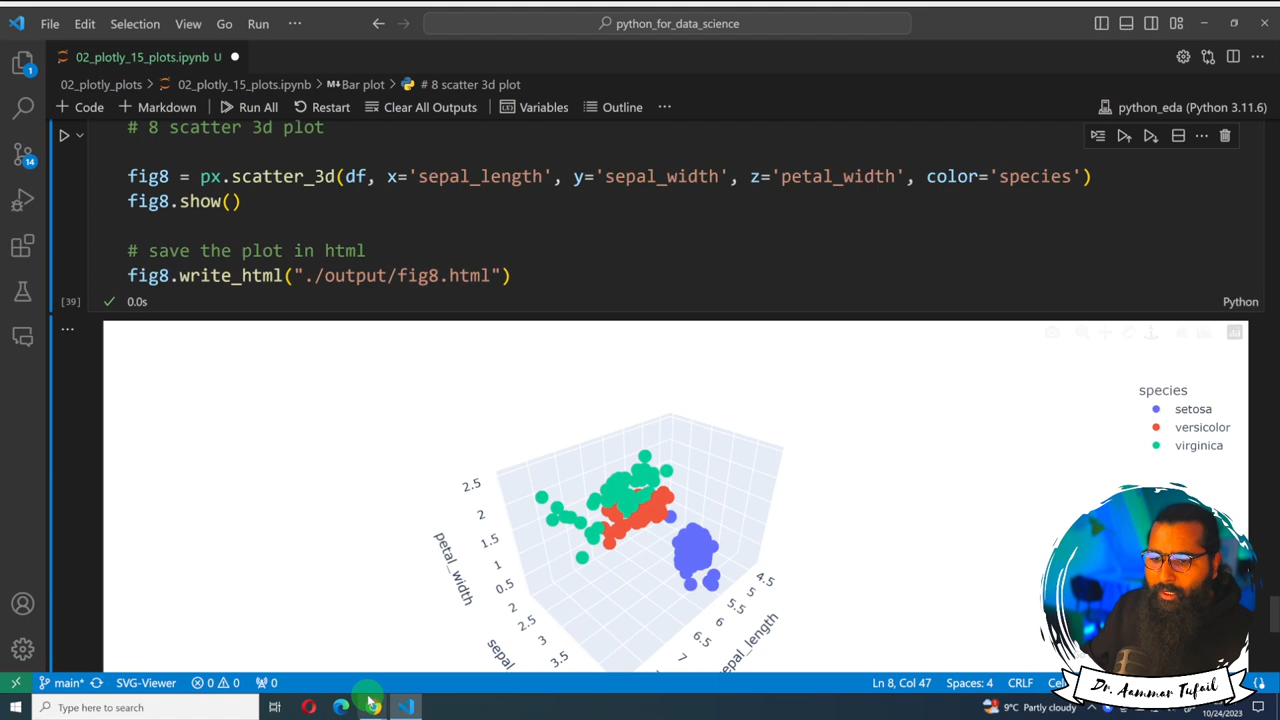 File Edit Selection View Go Run ···
python_for_data_science
02_plotly_15_plots.ipynb U
02_plotly_plots > 02_plotly_15_plots.ipynb > M↓Bar plot > # 8 scatter 3d plot
+ Code + Markdown Run All Restart Clear All Outputs Variables Outline ···
python_eda (Python 3.11.6)
# 8 scatter 3d plot
fig8 = px.scatter_3d(df, x='sepal_length', y='sepal_width', z='petal_width', color='species')
fig8.show()
# save the plot in html
fig8.write_html("./output/fig8.html")
[39]
0.0s
Python
species
setosa
versicolor
virginica
2.5
2
1.5
1
0.5
petal_width
2
2.5
3
3.5
sepal
4.5
5
5.5
6
6.5
7
sepal_length
1
14
Dr. Aammar Tufail
main* SVG-Viewer 0 0 0
Ln 8, Col 47 Spaces: 4 CRLF
Type here to search
9°C Partly cloudy
10/24/2023